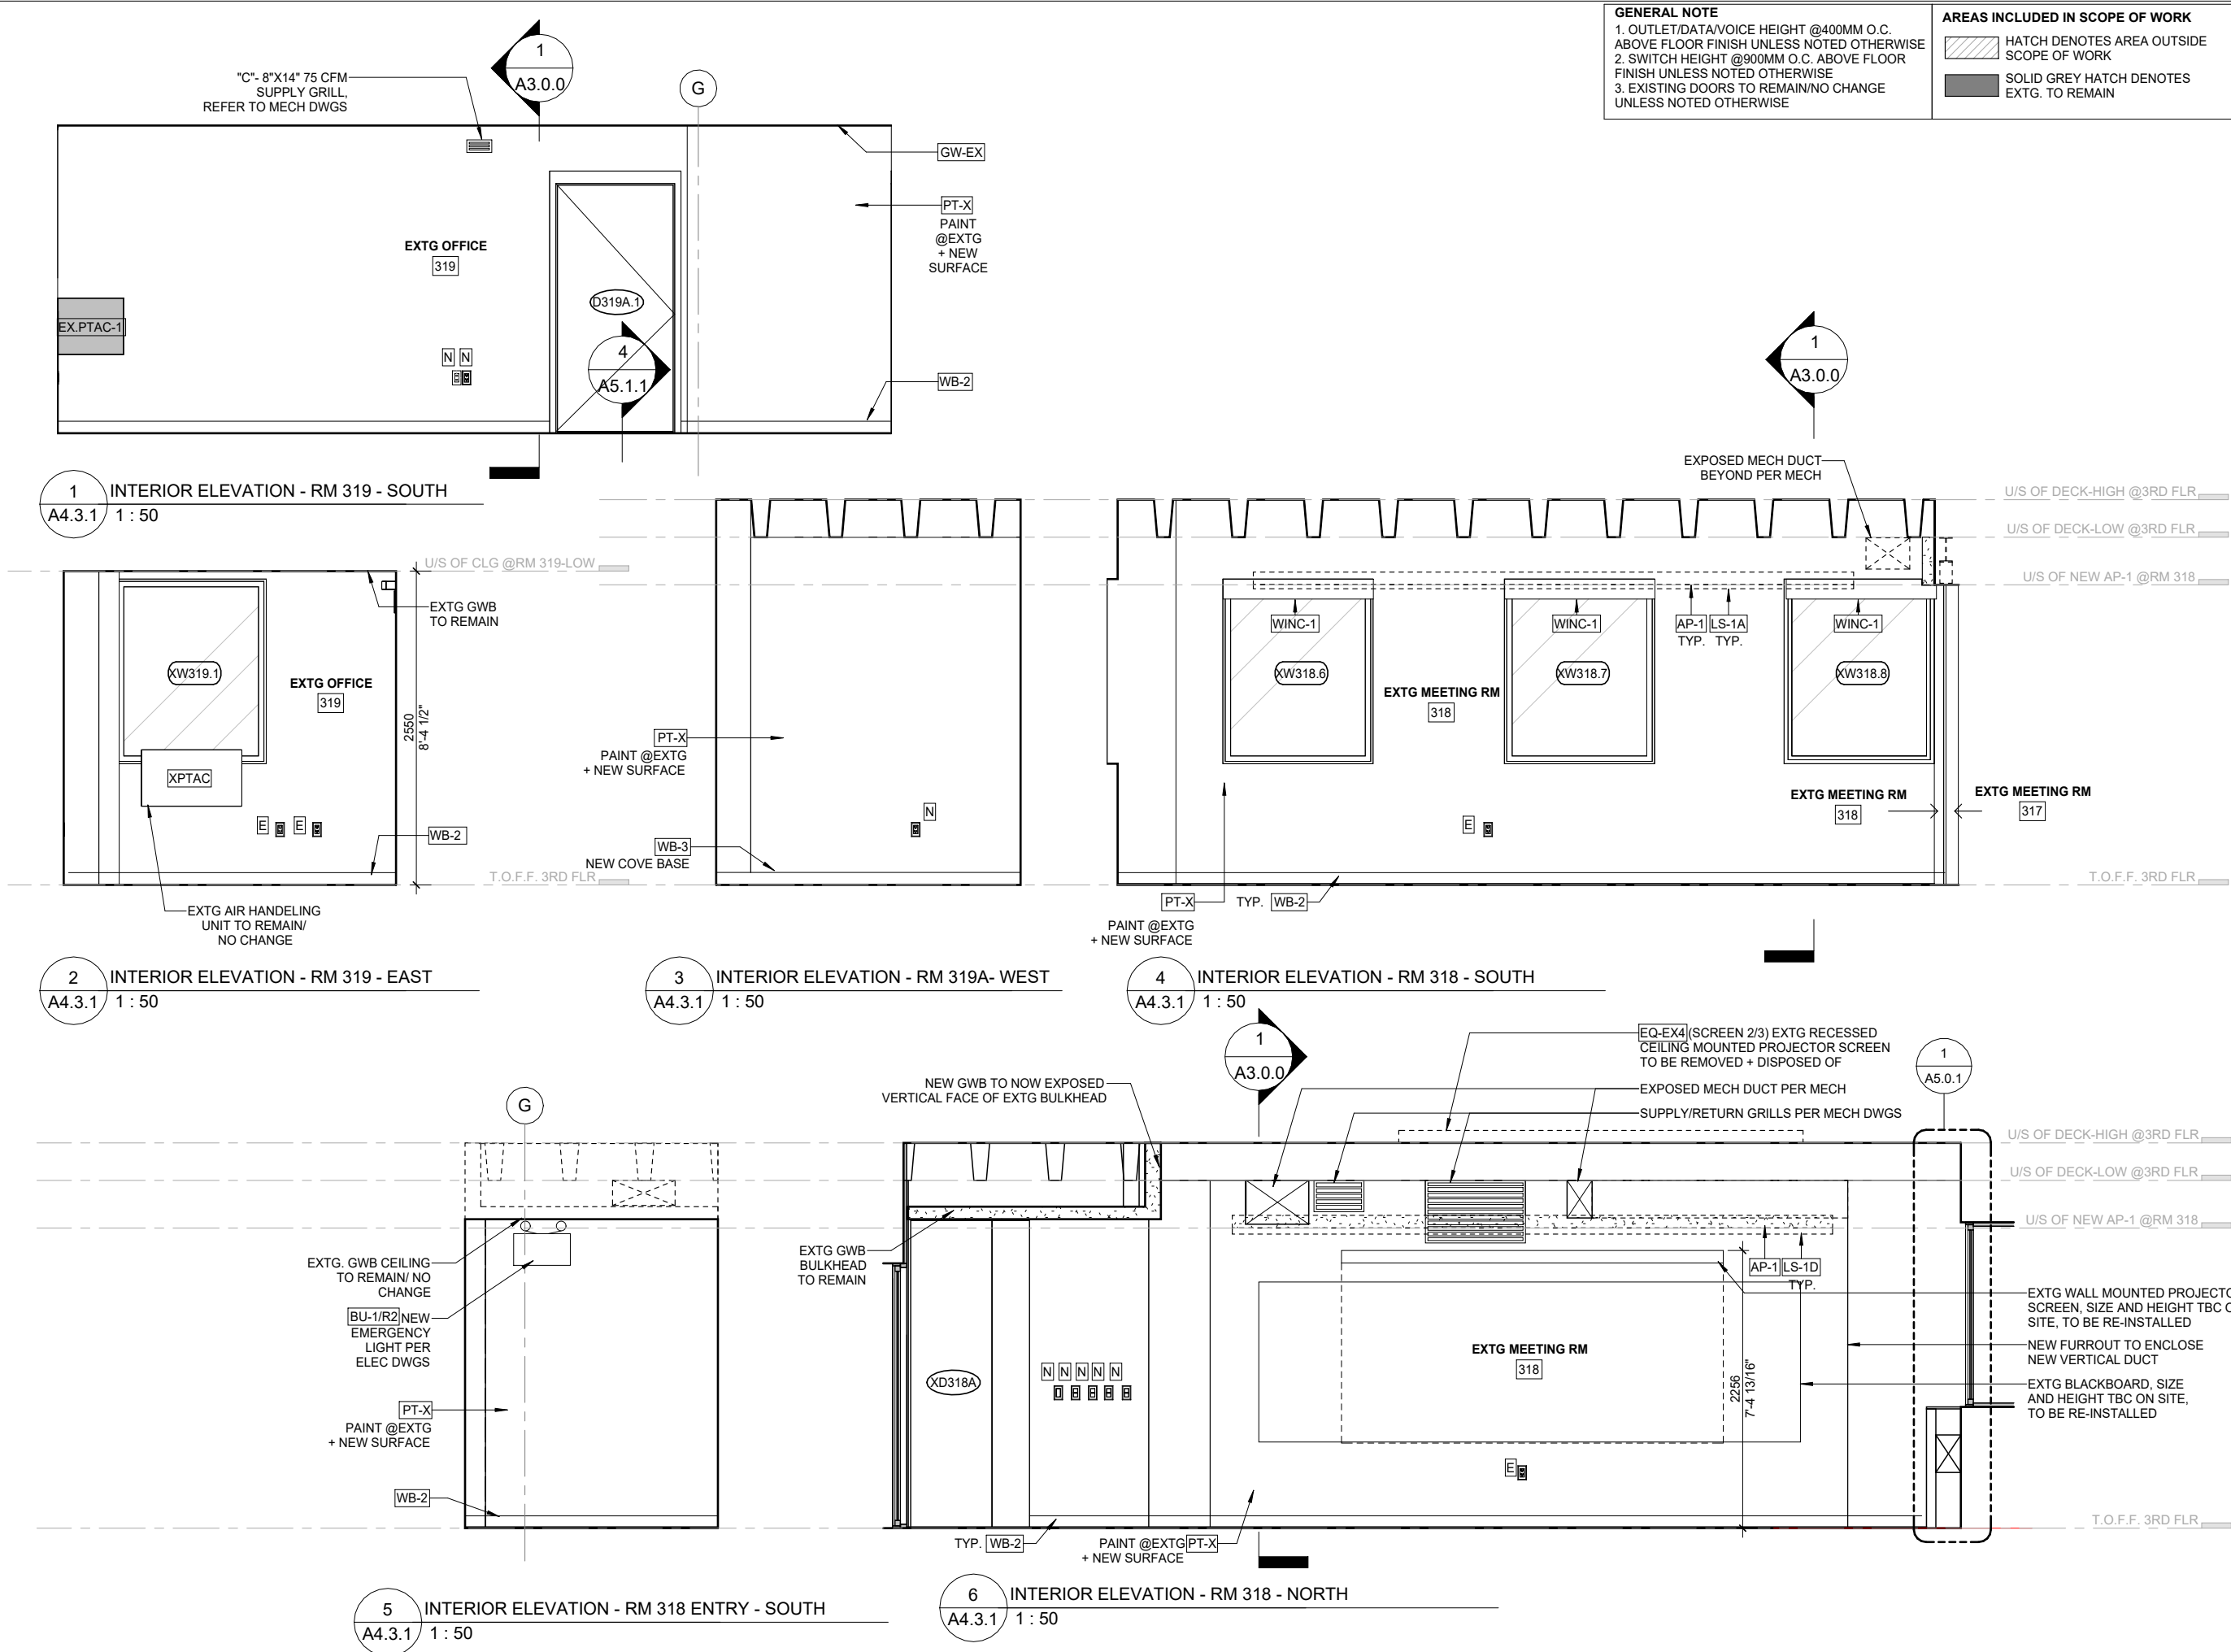 GENERAL NOTE
1. OUTLET/DATA/VOICE HEIGHT @400MM O.C.
ABOVE FLOOR FINISH UNLESS NOTED OTHERWISE
2. SWITCH HEIGHT @900MM O.C. ABOVE FLOOR
FINISH UNLESS NOTED OTHERWISE
3. EXISTING DOORS TO REMAIN/NO CHANGE
UNLESS NOTED OTHERWISE
AREAS INCLUDED IN SCOPE OF WORK
HATCH DENOTES AREA OUTSIDE
SCOPE OF WORK
SOLID GREY HATCH DENOTES
EXTG. TO REMAIN
"C"- 8"X14" 75 CFM
SUPPLY GRILL,
REFER TO MECH DWGS
1
A3.0.0
G
GW-EX
PT-X
PAINT
@EXTG
+ NEW
SURFACE
EXTG OFFICE
319
D319A.1
EX.PTAC-1
N N
4
A5.1.1
WB-2
1
A4.3.1
INTERIOR ELEVATION - RM 319 - SOUTH
1 : 50
U/S OF CLG @RM 319-LOW
EXTG GWB
TO REMAIN
XW319.1
EXTG OFFICE
319
2550
8'-4 1/2"
XPTAC
E E
WB-2
T.O.F.F. 3RD FLR
EXTG AIR HANDELING
UNIT TO REMAIN/
NO CHANGE
2
A4.3.1
INTERIOR ELEVATION - RM 319 - EAST
1 : 50
PT-X
PAINT @EXTG
+ NEW SURFACE
N
WB-3
NEW COVE BASE
3
A4.3.1
INTERIOR ELEVATION - RM 319A- WEST
1 : 50
1
A3.0.0
EXPOSED MECH DUCT
BEYOND PER MECH
U/S OF DECK-HIGH @3RD FLR
U/S OF DECK-LOW @3RD FLR
U/S OF NEW AP-1 @RM 318
WINC-1
WINC-1
AP-1 LS-1A
TYP. TYP.
WINC-1
XW318.6
XW318.7
XW318.8
EXTG MEETING RM
318
EXTG MEETING RM
318
EXTG MEETING RM
317
E
T.O.F.F. 3RD FLR
PT-X
PAINT @EXTG
+ NEW SURFACE
TYP. WB-2
4
A4.3.1
INTERIOR ELEVATION - RM 318 - SOUTH
1 : 50
G
EXTG. GWB CEILING
TO REMAIN/ NO
CHANGE
BU-1/R2 NEW
EMERGENCY
LIGHT PER
ELEC DWGS
PT-X
PAINT @EXTG
+ NEW SURFACE
WB-2
5
A4.3.1
INTERIOR ELEVATION - RM 318 ENTRY - SOUTH
1 : 50
1
A3.0.0
EQ-EX4 (SCREEN 2/3) EXTG RECESSED
CEILING MOUNTED PROJECTOR SCREEN
TO BE REMOVED + DISPOSED OF
EXPOSED MECH DUCT PER MECH
SUPPLY/RETURN GRILLS PER MECH DWGS
1
A5.0.1
NEW GWB TO NOW EXPOSED
VERTICAL FACE OF EXTG BULKHEAD
U/S OF DECK-HIGH @3RD FLR
U/S OF DECK-LOW @3RD FLR
U/S OF NEW AP-1 @RM 318
EXTG GWB
BULKHEAD
TO REMAIN
AP-1 LS-1D
TYP.
EXTG WALL MOUNTED
SCREEN, SIZE AND HEIGHT TBC
SITE, TO BE RE-INSTALLED
NEW FURROUT TO ENCLOSE
NEW VERTICAL DUCT
EXTG BLACKBOARD, SIZE
AND HEIGHT TBC ON SITE,
TO BE RE-INSTALLED
XD318A
N N N N N
EXTG MEETING RM
318
2256
7'-4 13/16"
E
T.O.F.F. 3RD FLR
TYP. WB-2
PAINT @EXTG PT-X
+ NEW SURFACE
6
A4.3.1
INTERIOR ELEVATION - RM 318 - NORTH
1 : 50